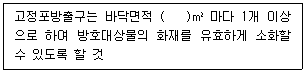 고정포방출구는 바닥면적 (   )m² 마다 1개 이상
으로 하며 방호대상물의 화재를 유효하게 소화할
수 있도록 할 것